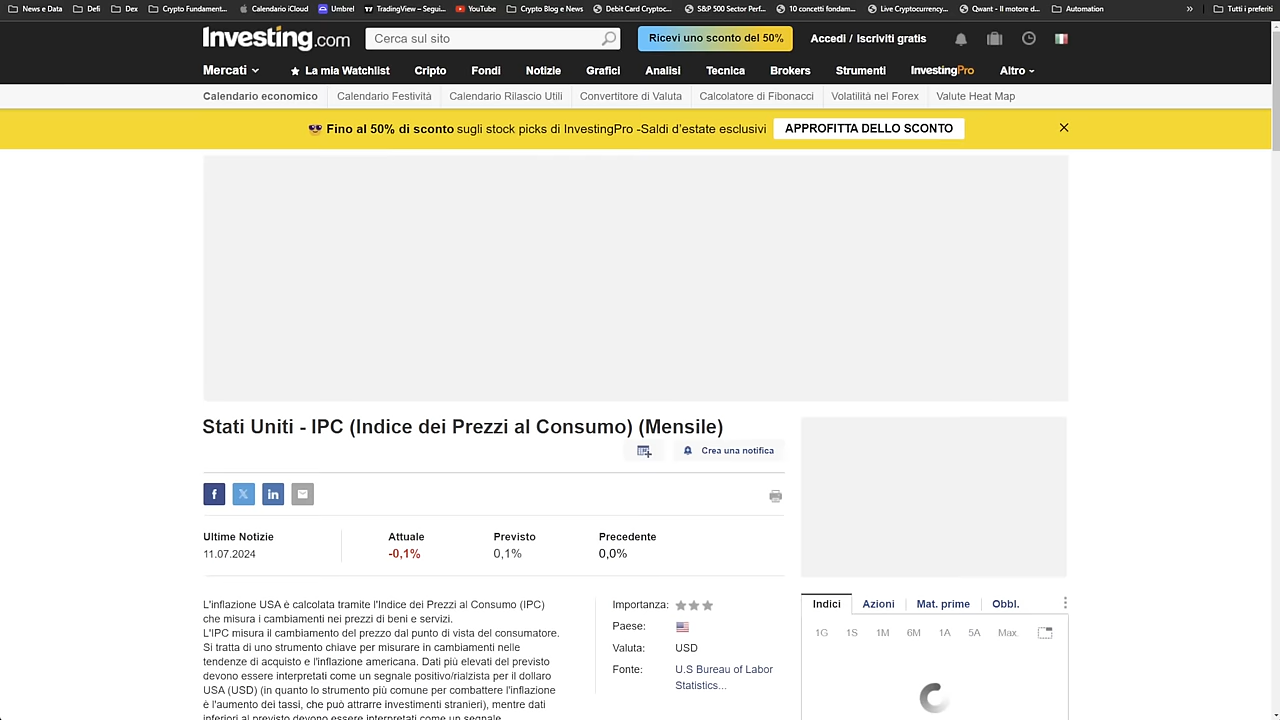 News e Data Defi Dex Crypto Fundament... Calendario iCloud Umbrel TradingView – Segui... YouTube Crypto Blog e News Debit Card Cryptoc... S&P 500 Sector Perf... 10 concetti fondam... Live Cryptocurrency... Qwant - Il motore d... Automation » Tutti i preferiti
Investing.com Cerca sul sito Ricevi uno sconto del 50% Accedi / Iscriviti gratis
Mercati La mia Watchlist Cripto Fondi Notizie Grafici Analisi Tecnica Brokers Strumenti InvestingPro Altro
Calendario economico Calendario Festività Calendario Rilascio Utili Convertitore di Valuta Calcolatore di Fibonacci Volatilità nel Forex Valute Heat Map
Fino al 50% di sconto sugli stock picks di InvestingPro -Saldi d'estate esclusivi APPROFITTA DELLO SCONTO
Stati Uniti - IPC (Indice dei Prezzi al Consumo) (Mensile)
Crea una notifica
Ultime Notizie Attuale Previsto Precedente
11.07.2024 -0,1% 0,1% 0,0%
L'inflazione USA è calcolata tramite l'Indice dei Prezzi al Consumo (IPC)
che misura i cambiamenti nei prezzi di beni e servizi.
L'IPC misura il cambiamento del prezzo dal punto di vista del consumatore.
Si tratta di uno strumento chiave per misurare in cambiamenti nelle
tendenze di acquisto e l'inflazione americana. Dati più elevati del previsto
devono essere interpretati come un segnale positivo/rialzista per il dollaro
USA (USD) (in quanto lo strumento più comune per combattere l'inflazione
è l'aumento dei tassi, che può attrarre investimenti stranieri), mentre dati
inferiori al previsto devono essere interpretati come un segnale
Importanza:
Paese:
Valuta: USD
Fonte: U.S Bureau of Labor
Statistics...
Indici Azioni Mat. prime Obbl.
1G 1S 1M 6M 1A 5A Max.